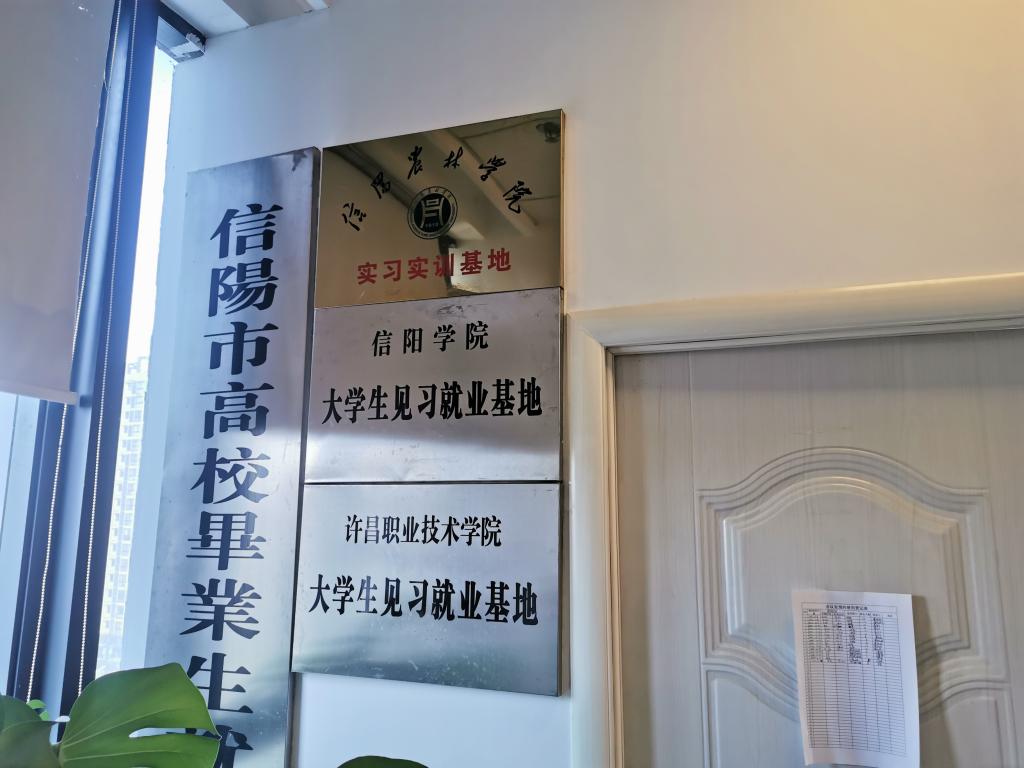 信陽市高校畢業生就
信阳农林学院
实习实训基地
信阳学院
大学生见习就业基地
许昌职业技术学院
大学生见习就业基地